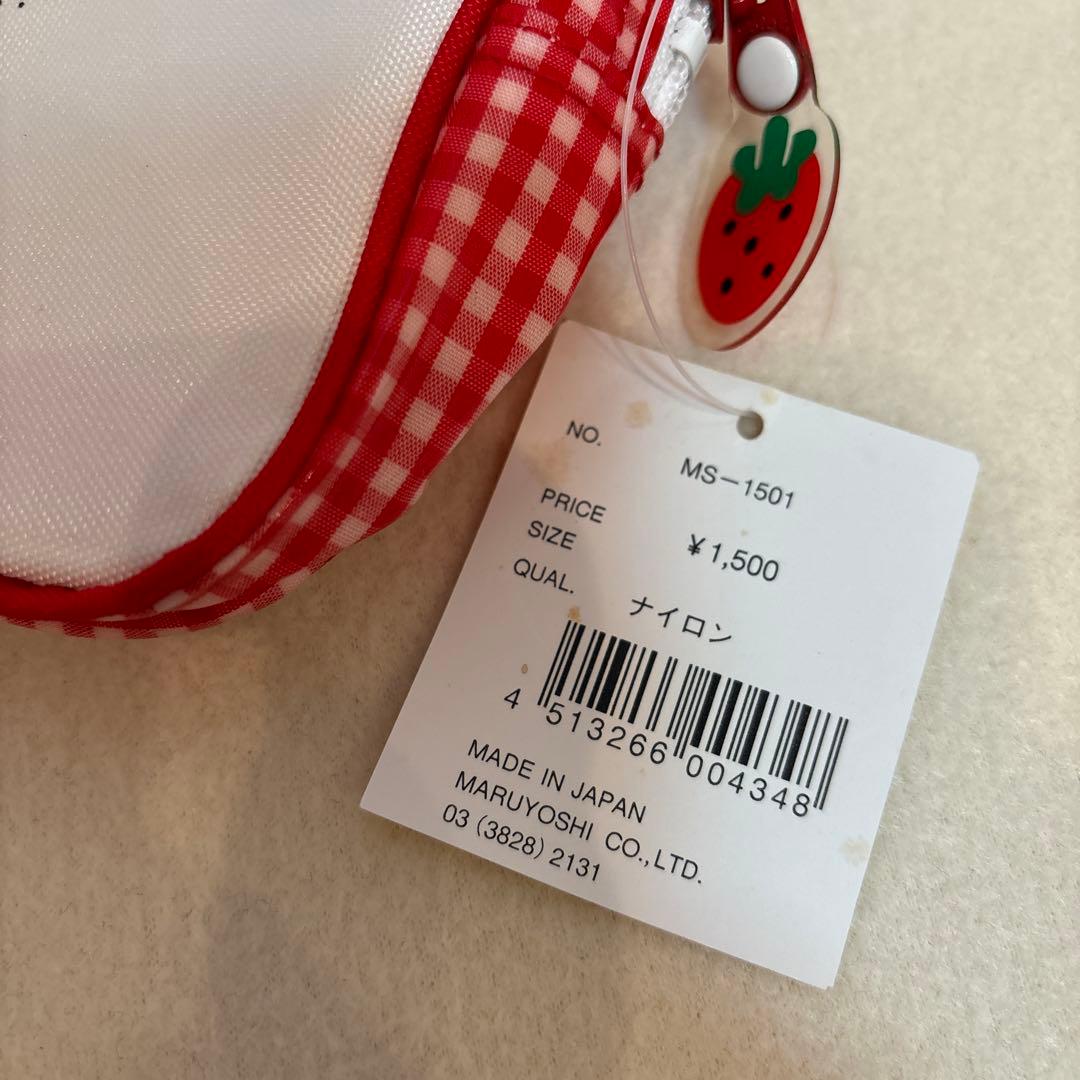 NO. MS-1501
PRICE ¥1,500
SIZE
QUAL. ナイロン
4 513266 004348
MADE IN JAPAN
MARUYOSHI CO.,LTD.
03 (3828) 2131